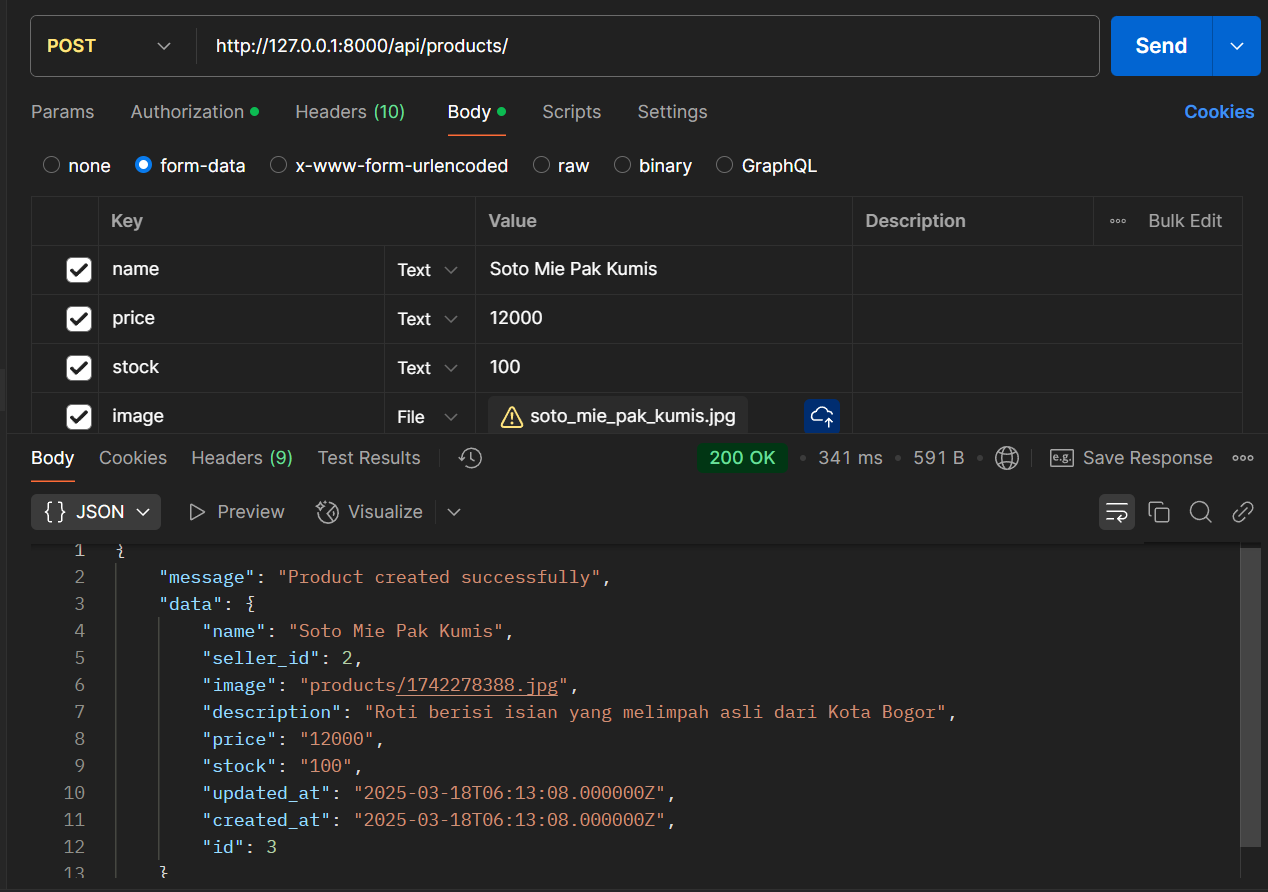 POST http://127.0.0.1:8000/api/products/ Send
Params Authorization Headers (10) Body Scripts Settings Cookies
none form-data x-www-form-urlencoded raw binary GraphQL
Key Value Description Bulk Edit
name Text Soto Mie Pak Kumis
price Text 12000
stock Text 100
image File soto_mie_pak_kumis.jpg
Body Cookies Headers (9) Test Results 200 OK 341 ms 591 B e.g. Save Response
{} JSON Preview Visualize
1 {
2 "message": "Product created successfully",
3 "data": {
4 "name": "Soto Mie Pak Kumis",
5 "seller_id": 2,
6 "image": "products/1742278388.jpg",
7 "description": "Roti berisi isian yang melimpah asli dari Kota Bogor",
8 "price": "12000",
9 "stock": "100",
10 "updated_at": "2025-03-18T06:13:08.000000Z",
11 "created_at": "2025-03-18T06:13:08.000000Z",
12 "id": 3
13 }